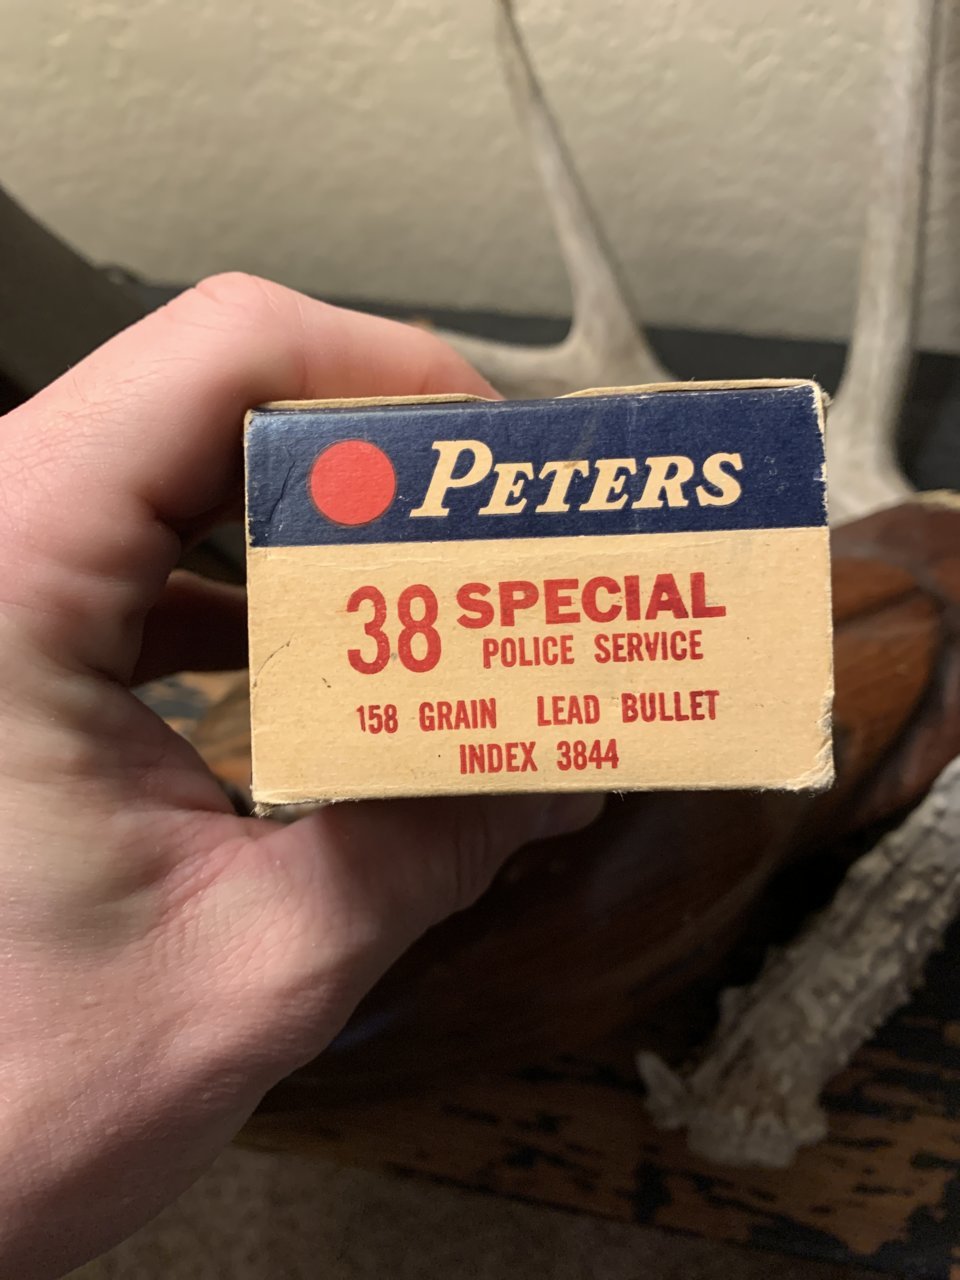 PETERS
38 SPECIAL
POLICE SERVICE
158 GRAIN LEAD BULLET
INDEX 3844